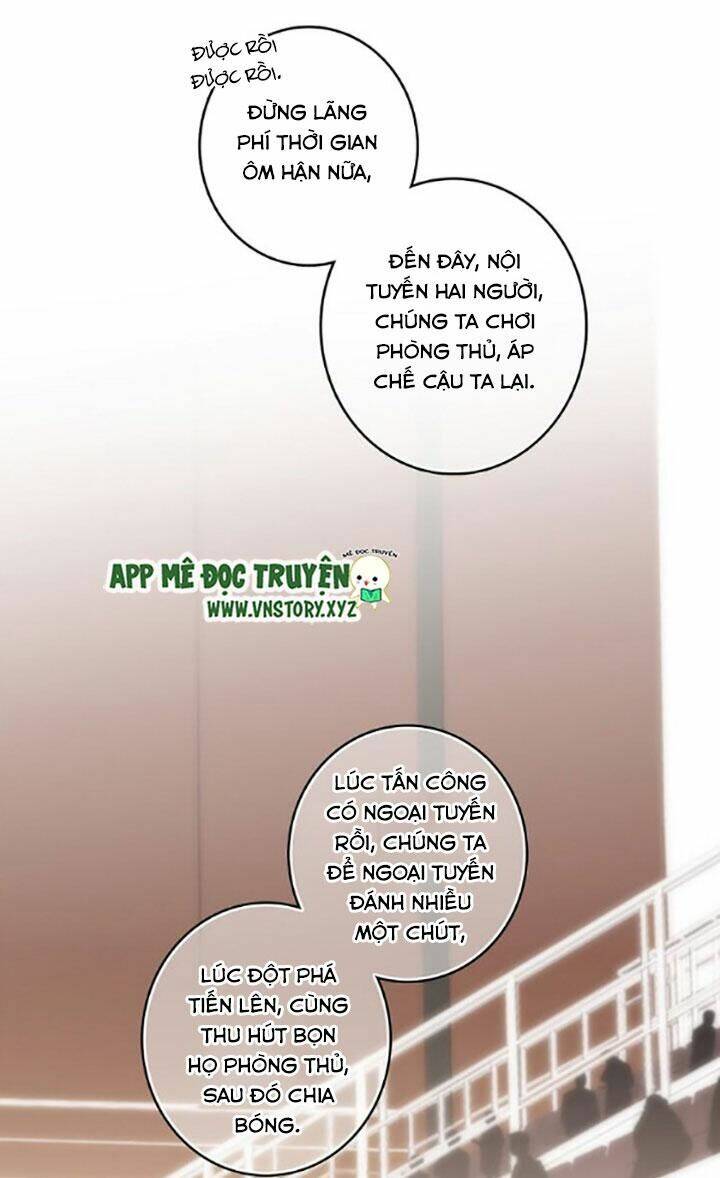 ĐƯỢC RỒI
ĐƯỢC RỒI.
ĐỪNG LÃNG
PHÍ THỜI GIAN
ÔM HẬN NỮA,
ĐẾN ĐÂY, NỘI
TUYẾN HAI NGƯỜI,
CHÚNG TA CHƠI
PHÒNG THỦ, ÁP
CHẾ CẬU TA LẠI.
MÊ ĐỌC TRUYỆN
APP MÊ ĐỌC TRUYỆN
WWW.VNSTORY.XYZ
LÚC TẤN CÔNG
CÓ NGOẠI TUYẾN
RỒI, CHÚNG TA
ĐỂ NGOẠI TUYẾN
ĐÁNH NHIỀU
MỘT CHÚT,
LÚC ĐỘT PHÁ
TIẾN LÊN, CÙNG
THU HÚT BỌN
HỌ PHÒNG THỦ,
SAU ĐÓ CHIA
BÓNG.